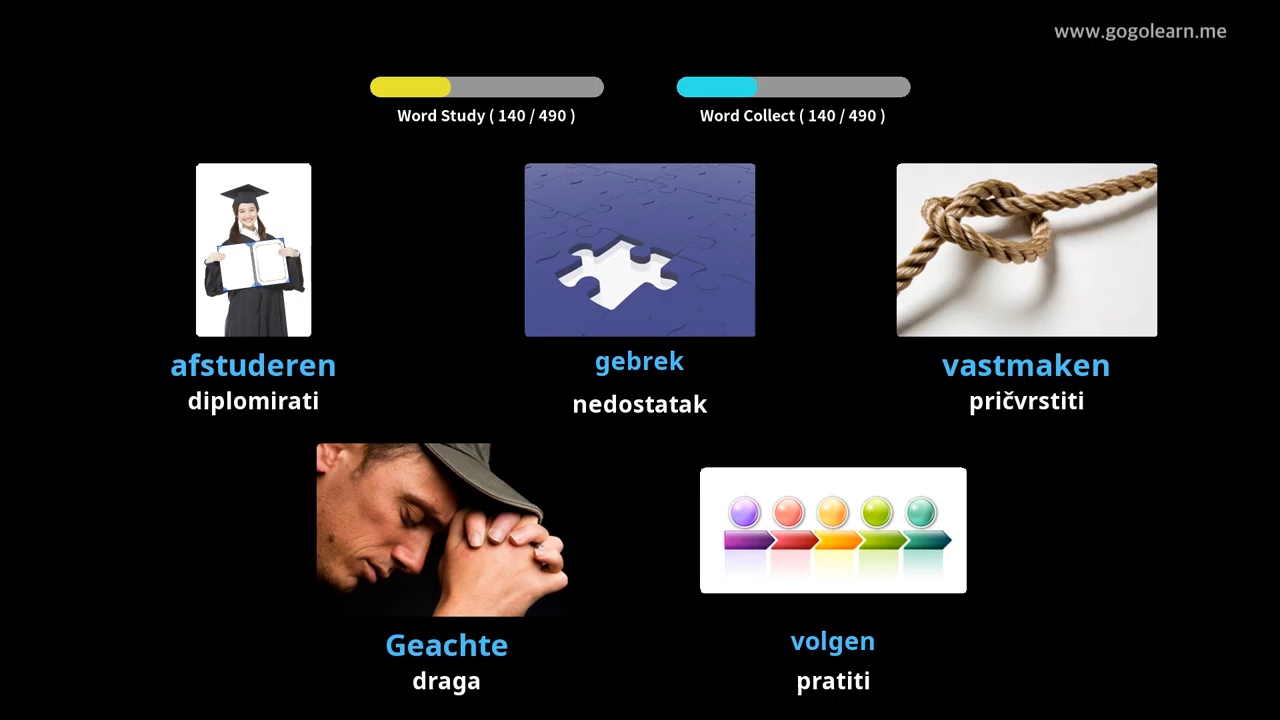 www.gogolearn.me
Word Study ( 140 / 490 )
Word Collect ( 140 / 490 )
afstuderen
diplomirati
gebrek
nedostatak
vastmaken
pričvrstiti
Geachte
draga
volgen
pratiti